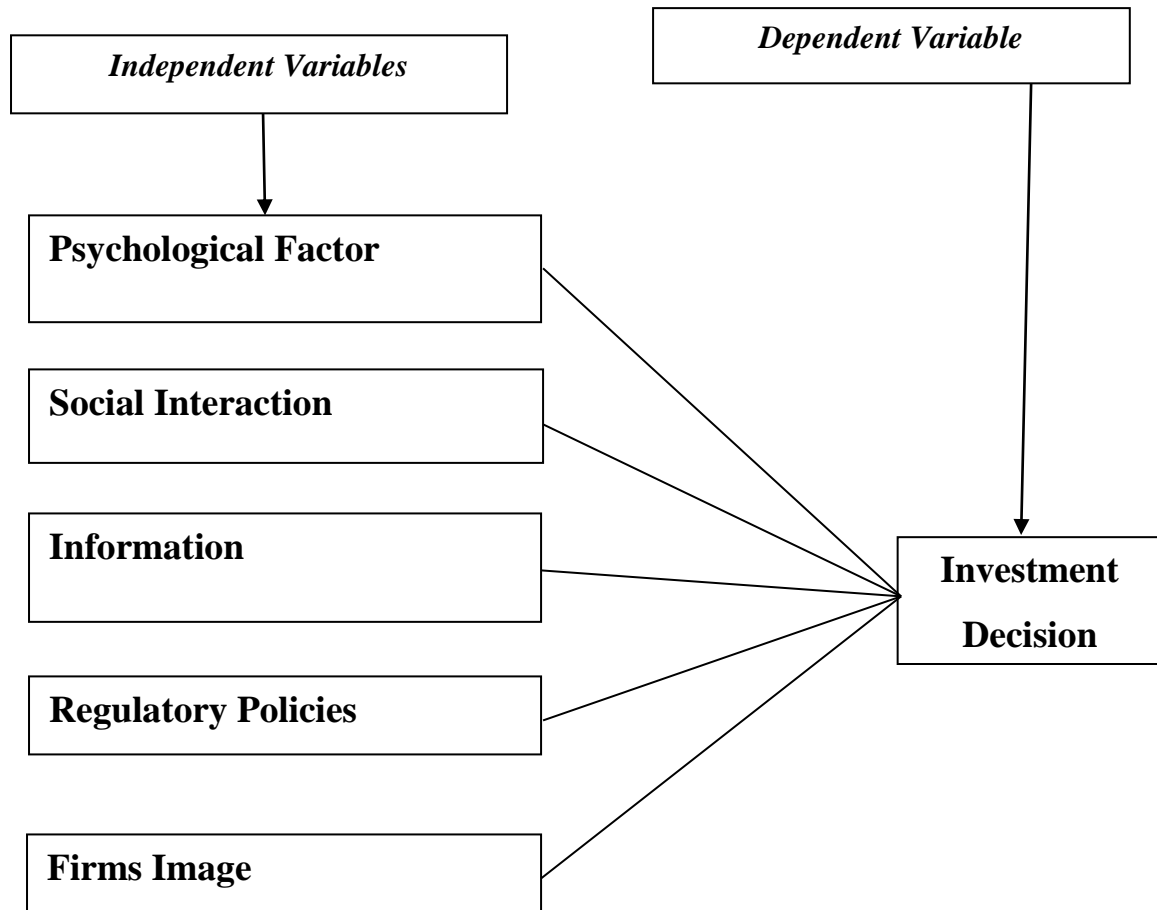 Independent Variables
Dependent Variable
Psychological Factor
Social Interaction
Information
Regulatory Policies
Firms Image
Investment
Decision